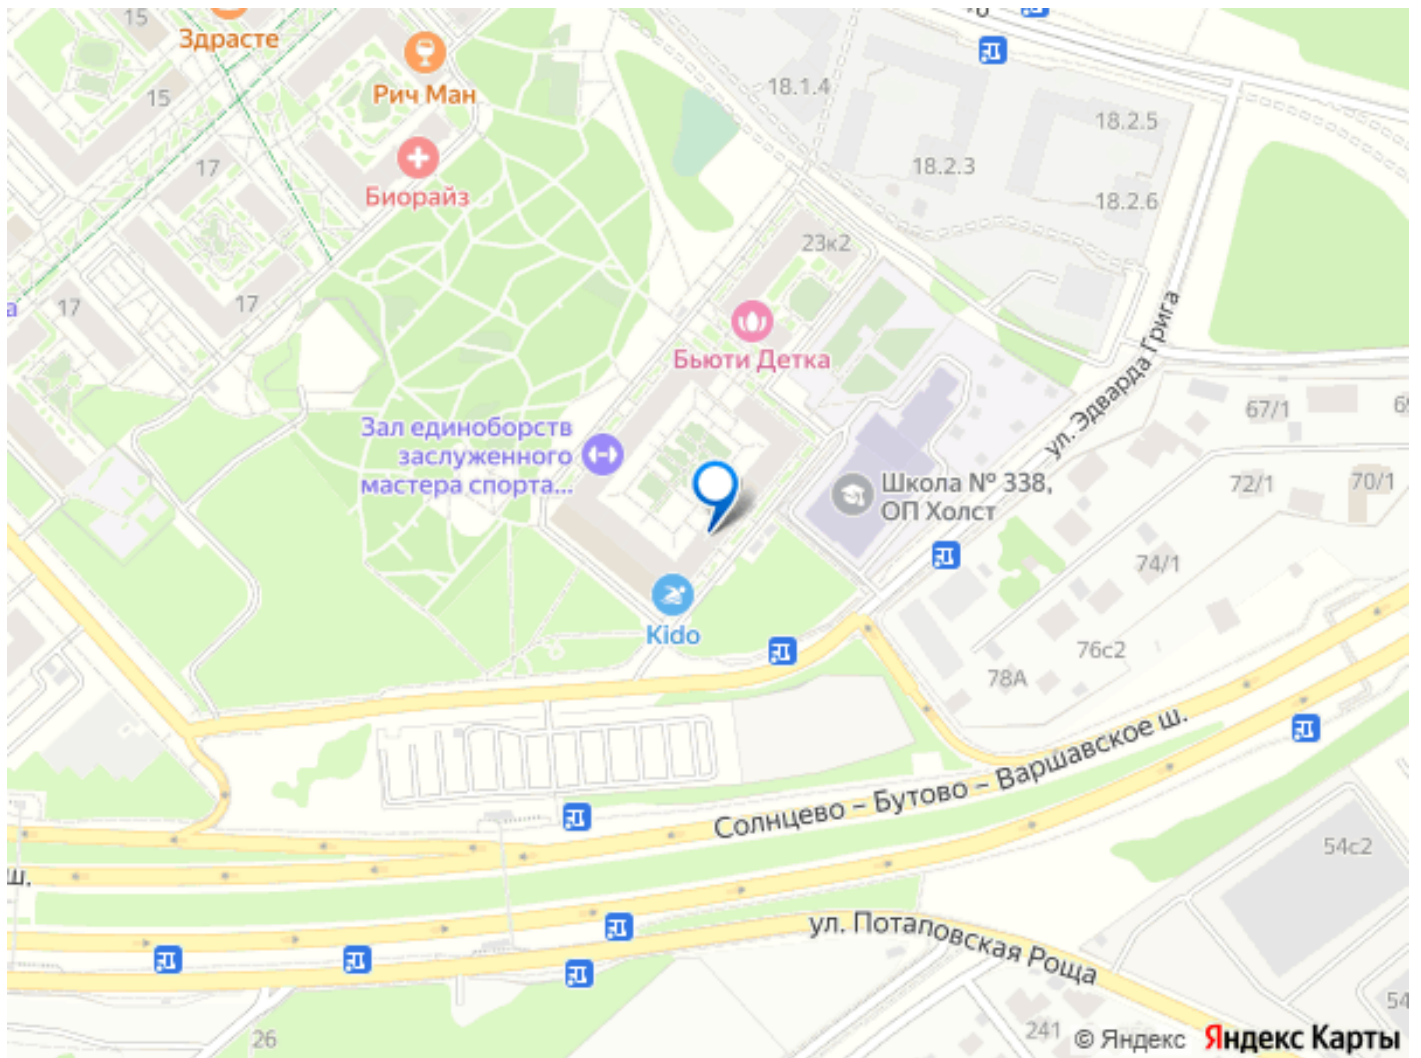 15
Здрасте
Рич Ман
15
18.1.4
18.2.5
17
Биорайз
18.2.3
18.2.6
23к2
17
17
а
Бьюти Детка
ул. Эдварда Грига
67/1
Зал единоборств
заслуженного
мастера спорта...
Школа № 338,
ОП Холст
72/1
70/1
74/1
Kido
76с2
78А
Солнцево – Бутово – Варшавское ш.
54с2
ш.
ул. Потаповская Роща
54
26
241
© Яндекс
Яндекс Карты